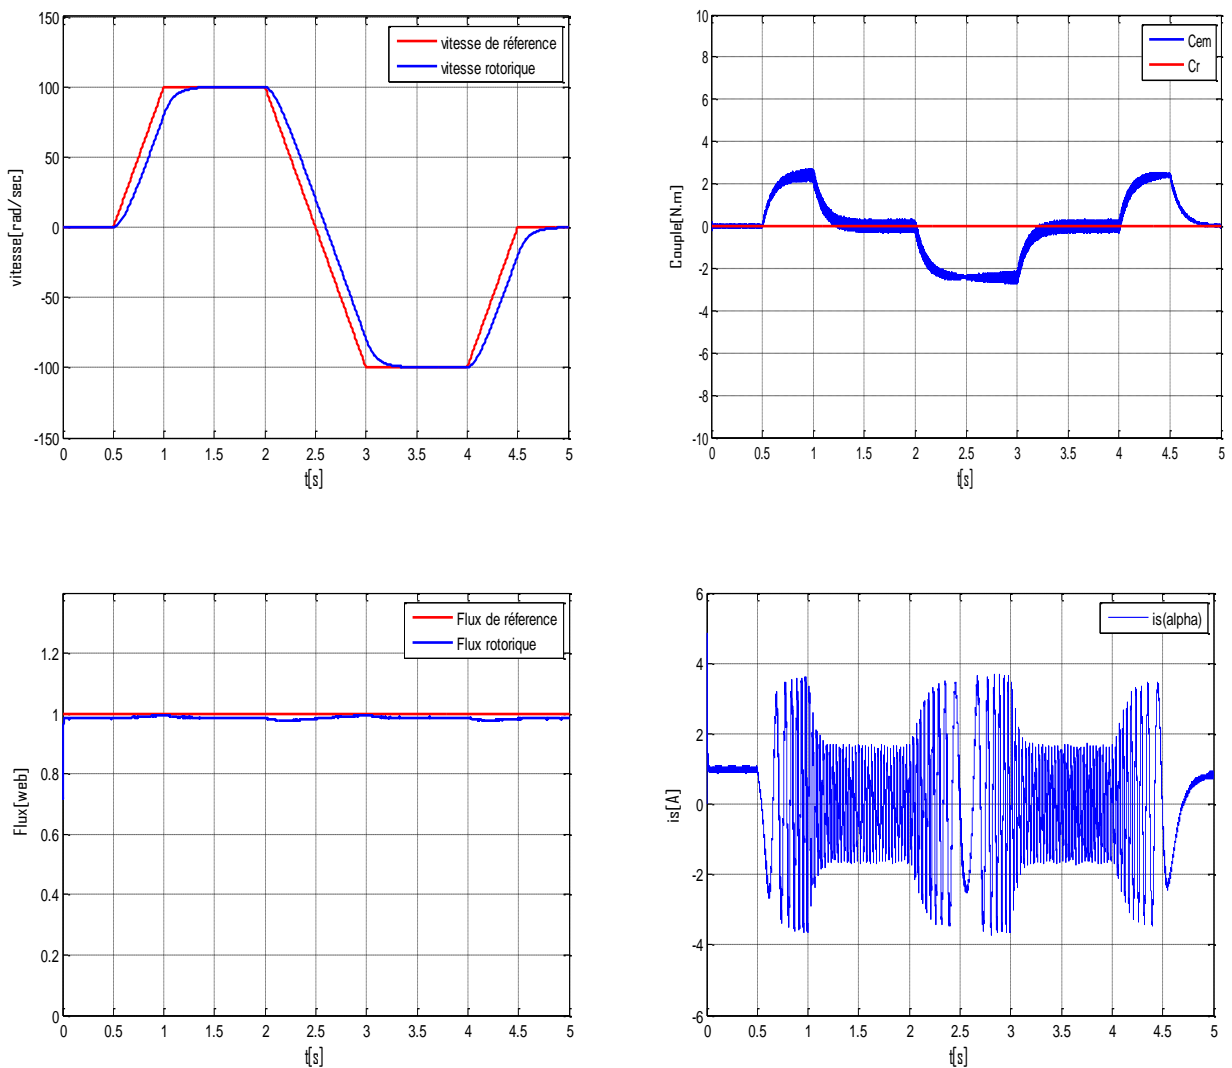 150
100
50
0
-50
-100
-150
vitesse[rad/sec]
vitesse de réference
vitesse rotorique
0 0.5 1 1.5 2 2.5 3 3.5 4 4.5 5
t[s]
10
8
6
4
2
0
-2
-4
-6
-8
-10
Couple[N.m]
Cem
Cr
0 0.5 1 1.5 2 2.5 3 3.5 4 4.5 5
t[s]
1.2
1
0.8
0.6
0.4
0.2
0
Flux[web]
Flux de réference
Flux rotorique
0 0.5 1 1.5 2 2.5 3 3.5 4 4.5 5
t[s]
6
4
2
0
-2
-4
-6
is[A]
is(alpha)
0 0.5 1 1.5 2 2.5 3 3.5 4 4.5 5
t[s]